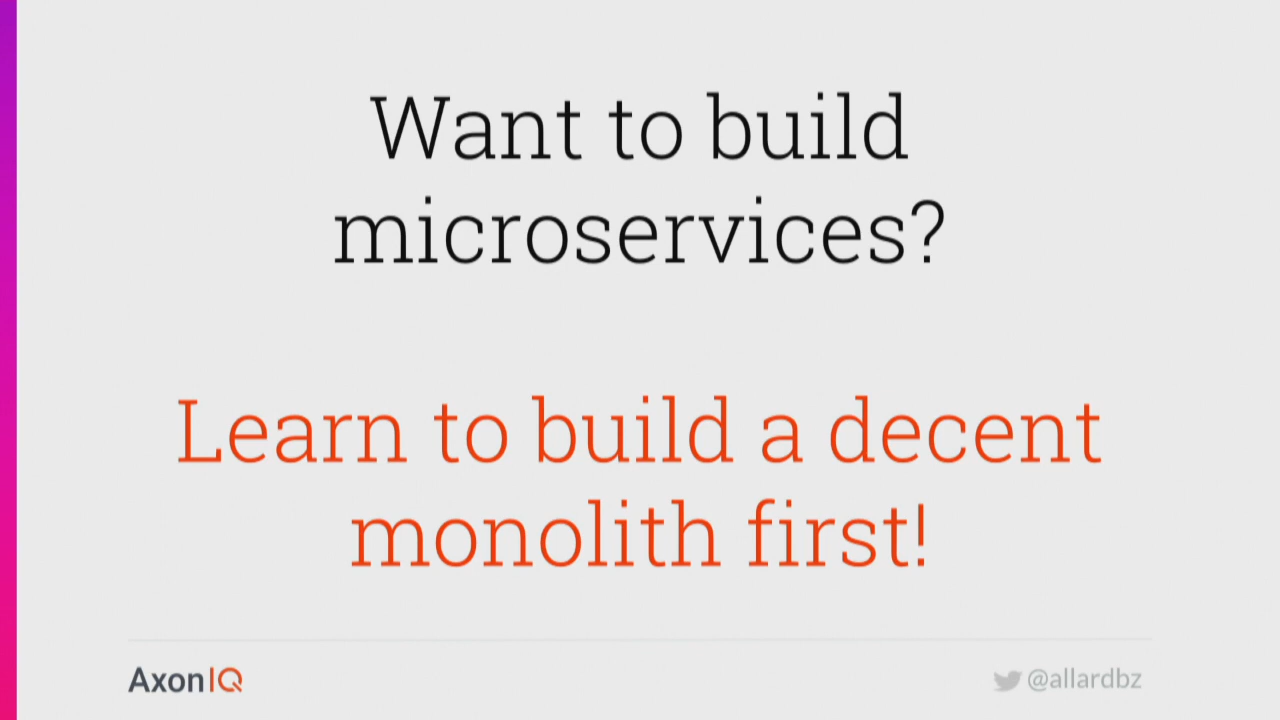 Want to build
microservices?
Learn to build a decent
monolith first!
AxonIQ
@allardbz